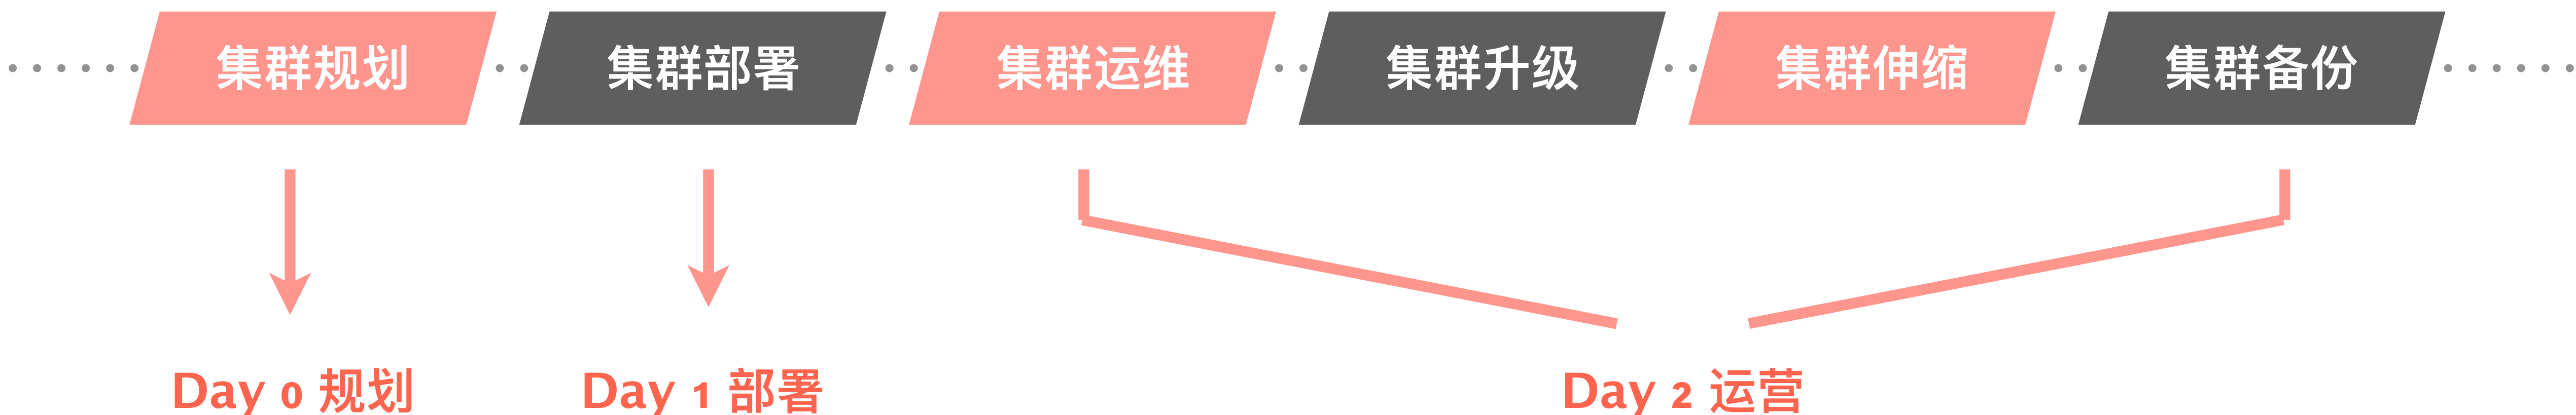 集群规划
集群部署
集群运维
集群升级
集群伸缩
集群备份
Day 0 规划
Day 1 部署
Day 2 运营